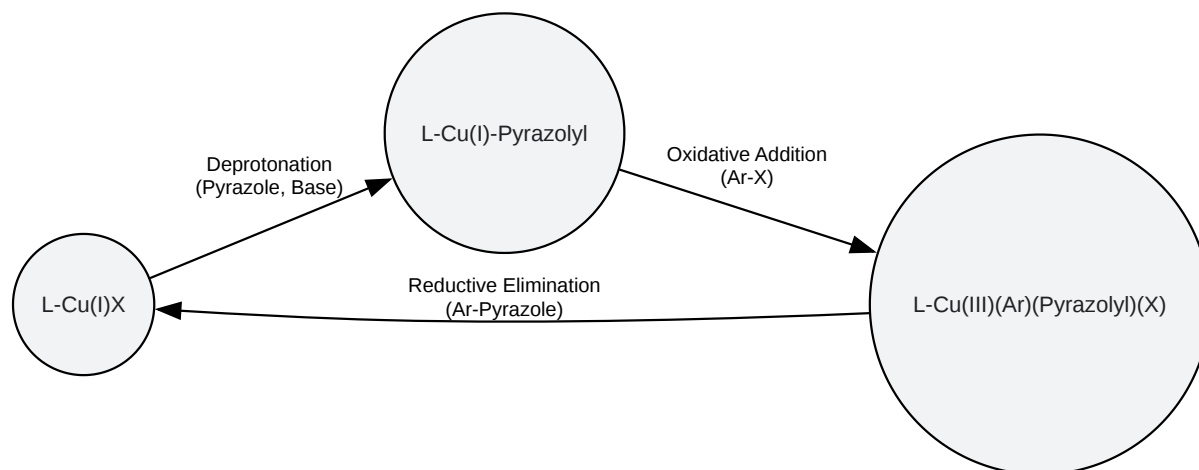 L-Cu(I)-Pyrazolyl
Deprotonation
(Pyrazole, Base)
Oxidative Addition
(Ar-X)
L-Cu(I)X
Reductive Elimination
(Ar-Pyrazole)
L-Cu(III)(Ar)(Pyrazolyl)(X)